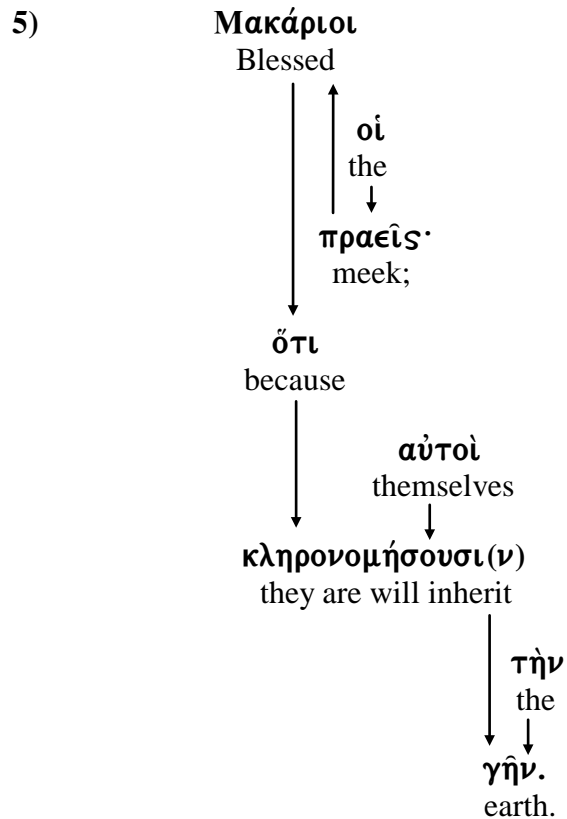 5) Μακάριοι
Blessed
οἱ
the
πραεῖς·
meek;
ὅτι
because
αὐτοὶ
themselves
κληρονομήσουσι(ν)
they are will inherit
τὴν
the
γῆν.
earth.